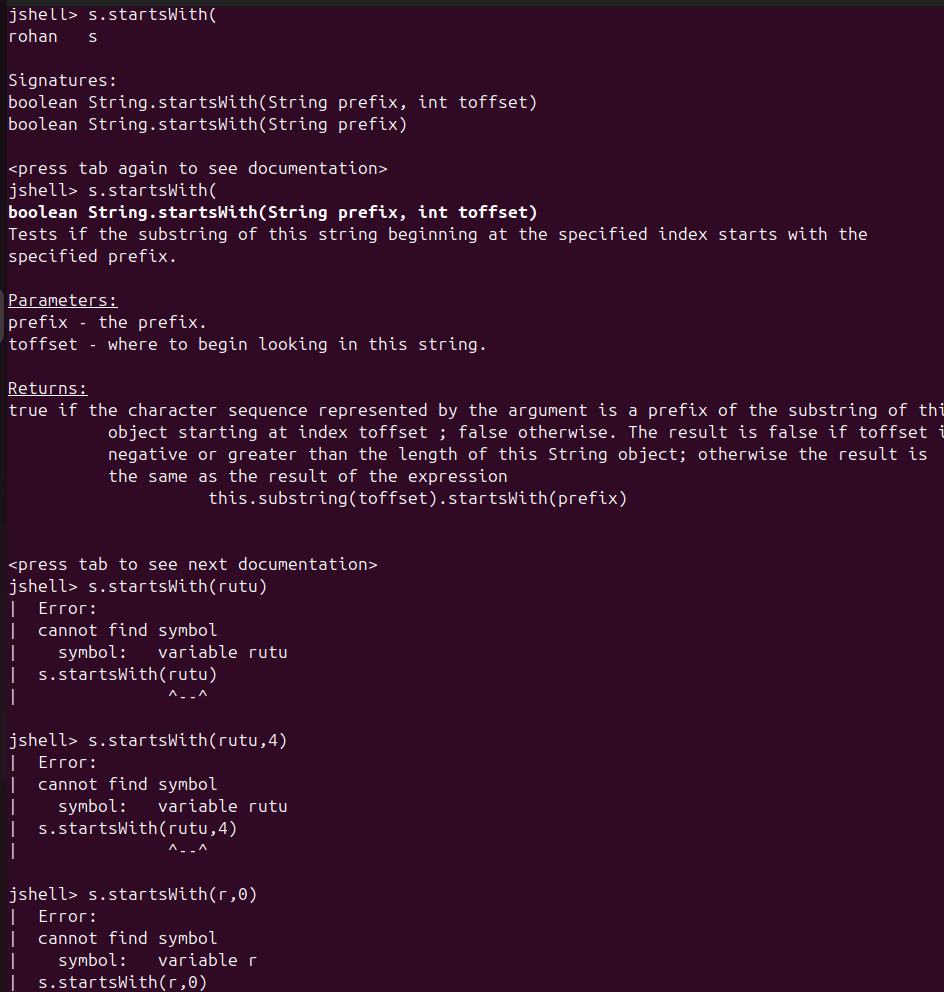 jshell> s.startsWith(
rohan   s

Signatures:
boolean String.startsWith(String prefix, int toffset)
boolean String.startsWith(String prefix)

<press tab again to see documentation>
jshell> s.startsWith(
boolean String.startsWith(String prefix, int toffset)
Tests if the substring of this string beginning at the specified index starts with the
specified prefix.

Parameters:
prefix - the prefix.
toffset - where to begin looking in this string.

Returns:
true if the character sequence represented by the argument is a prefix of the substring of thi
          object starting at index toffset ; false otherwise. The result is false if toffset i
          negative or greater than the length of this String object; otherwise the result is
          the same as the result of the expression
                    this.substring(toffset).startsWith(prefix)

<press tab to see next documentation>
jshell> s.startsWith(rutu)
|  Error:
|  cannot find symbol
|    symbol:   variable rutu
|  s.startsWith(rutu)
|               ^--^

jshell> s.startsWith(rutu,4)
|  Error:
|  cannot find symbol
|    symbol:   variable rutu
|  s.startsWith(rutu,4)
|               ^--^

jshell> s.startsWith(r,0)
|  Error:
|  cannot find symbol
|    symbol:   variable r
|  s.startsWith(r,0)